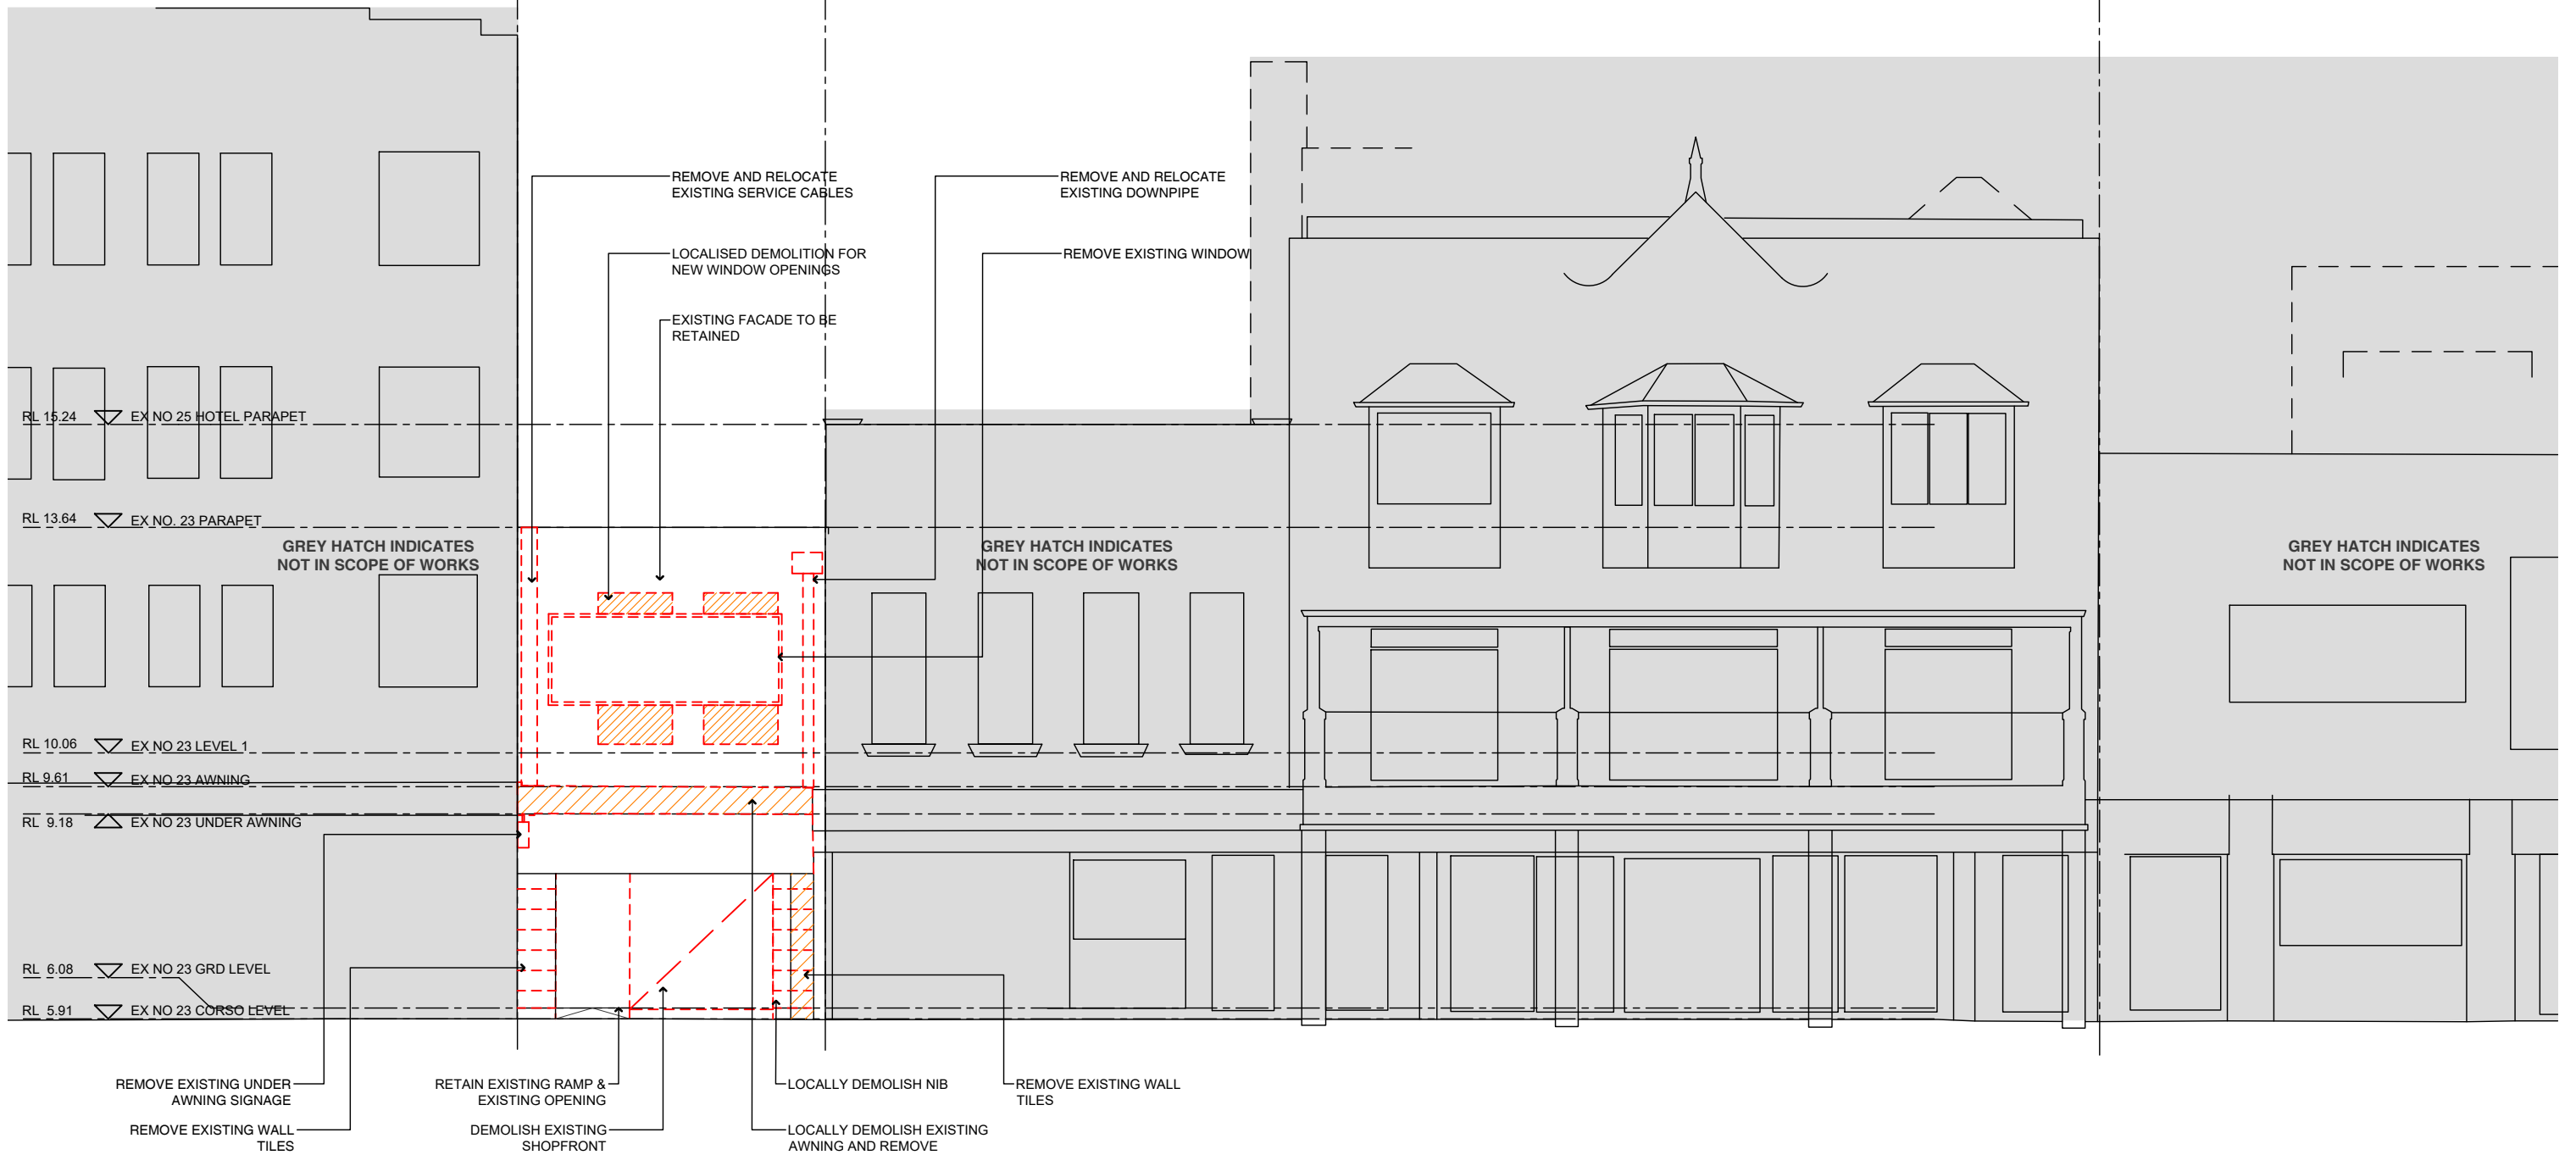 REMOVE AND RELOCATE
EXISTING SERVICE CABLES
REMOVE AND RELOCATE
EXISTING DOWNPIPE
LOCALISED DEMOLITION FOR
NEW WINDOW OPENINGS
REMOVE EXISTING WINDOW
EXISTING FACADE TO BE
RETAINED
RL 15.24 EX NO 25 HOTEL PARAPET
RL 13.64 EX NO. 23 PARAPET
GREY HATCH INDICATES
NOT IN SCOPE OF WORKS
GREY HATCH INDICATES
NOT IN SCOPE OF WORKS
GREY HATCH INDICATES
NOT IN SCOPE OF WORKS
RL 10.06 EX NO 23 LEVEL 1
RL 9.61 EX NO 23 AWNING
RL 9.18 EX NO 23 UNDER AWNING
RL 6.08 EX NO 23 GRD LEVEL
RL 5.91 EX NO 23 CORSO LEVEL
REMOVE EXISTING UNDER
AWNING SIGNAGE
RETAIN EXISTING RAMP &
EXISTING OPENING
LOCALLY DEMOLISH NIB
REMOVE EXISTING WALL
TILES
REMOVE EXISTING WALL
TILES
DEMOLISH EXISTING
SHOPFRONT
LOCALLY DEMOLISH EXISTING
AWNING AND REMOVE